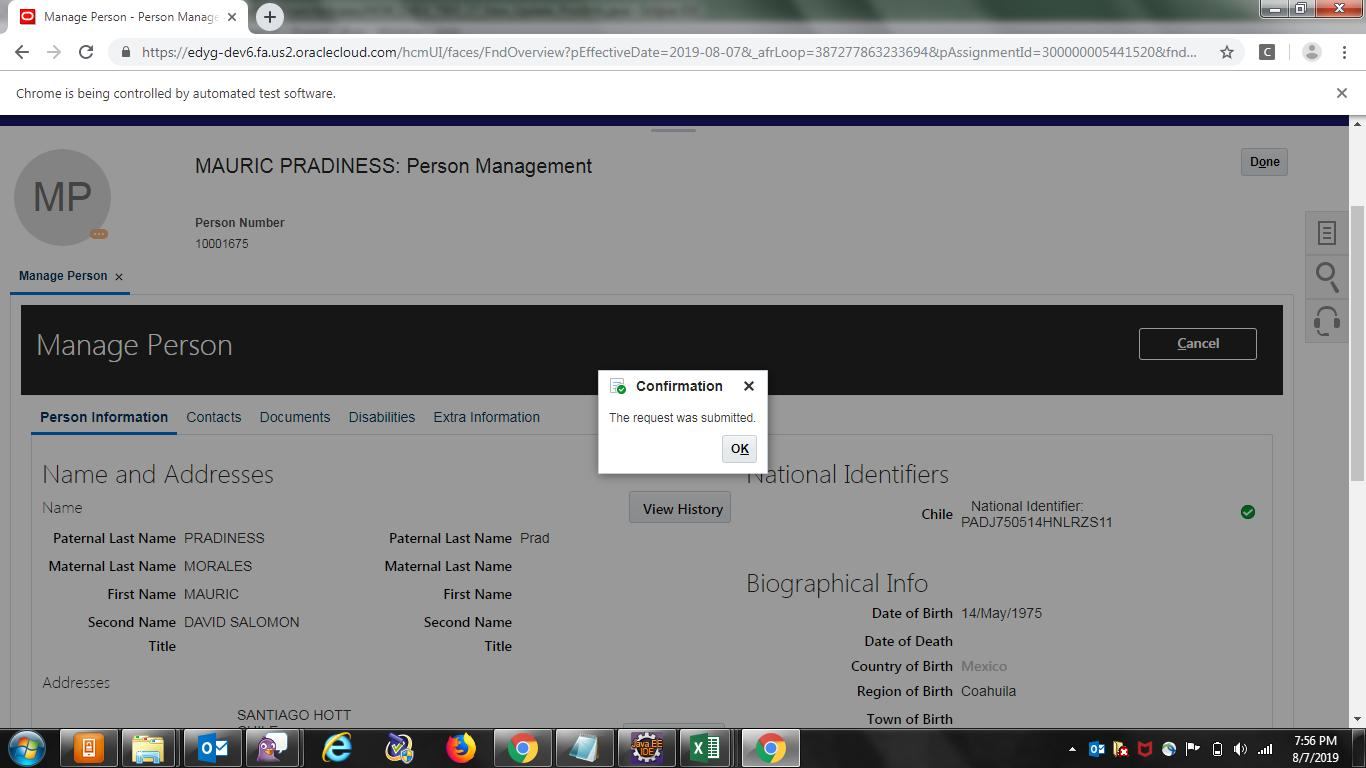 Manage Person - Person Manage
https://edyg-dev6.fa.us2.oraclecloud.com/hcmUI/faces/FndOverview?pEffectiveDate=2019-08-07&_afrLoop=387277863233694&pAssignmentId=300000005441520&fnd...
C
Chrome is being controlled by automated test software.
MP
MAURIC PRADINESS: Person Management
Done
Person Number
10001675
Manage Person
Manage Person
Cancel
Confirmation
The request was submitted.
OK
Person Information Contacts Documents Disabilities Extra Information
Name and Addresses
Name
View History
Paternal Last Name PRADINESS Paternal Last Name Prad
Maternal Last Name MORALES Maternal Last Name
First Name MAURIC First Name
Second Name DAVID SALOMON Second Name
Title Title
Addresses
SANTIAGO HOTT
National Identifiers
Chile National Identifier:
PADJ750514HNLRZS11
Biographical Info
Date of Birth 14/May/1975
Date of Death
Country of Birth Mexico
Region of Birth Coahuila
Town of Birth
Java EE
IDE
7:56 PM
8/7/2019